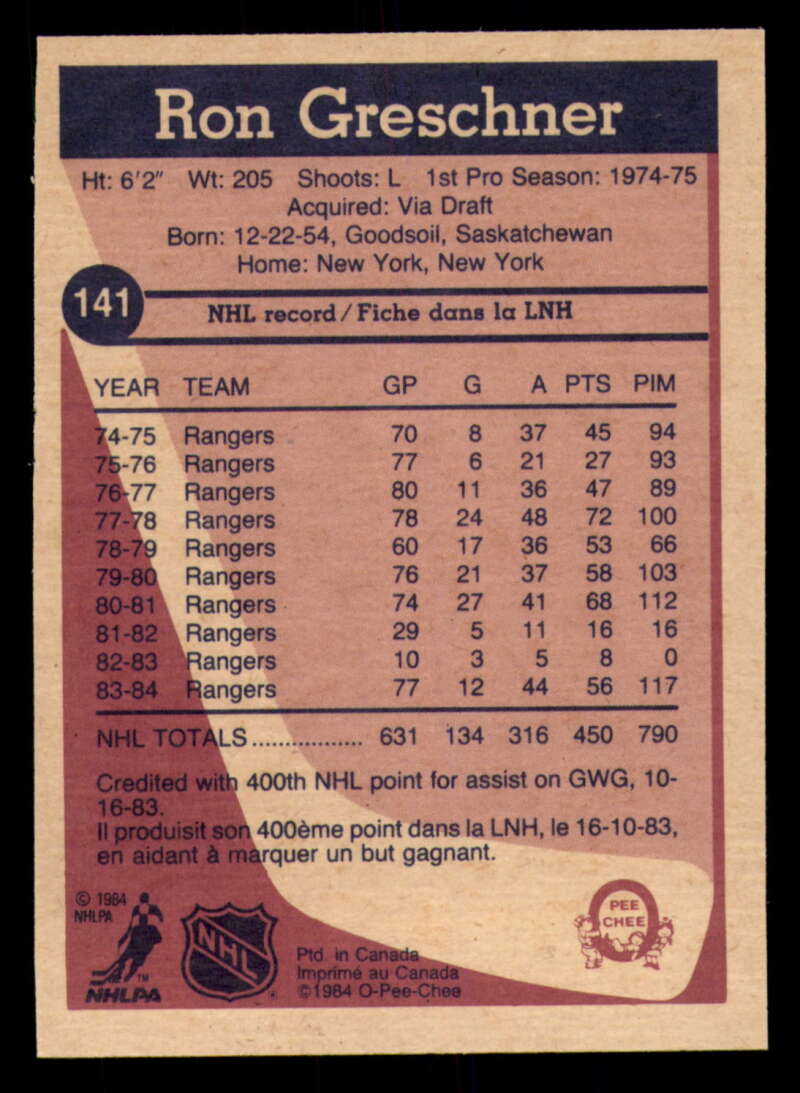 Ron Greschner
Ht: 6'2" Wt: 205 Shoots: L 1st Pro Season: 1974-75
Acquired: Via Draft
Born: 12-22-54, Goodsoil, Saskatchewan
Home: New York, New York
141
NHL record/Fiche dans la LNH
YEAR TEAM GP G A PTS PIM
74-75 Rangers 70 8 37 45 94
75-76 Rangers 77 6 21 27 93
76-77 Rangers 80 11 36 47 89
77-78 Rangers 78 24 48 72 100
78-79 Rangers 60 17 36 53 66
79-80 Rangers 76 21 37 58 103
80-81 Rangers 74 27 41 68 112
81-82 Rangers 29 5 11 16 16
82-83 Rangers 10 3 5 8 0
83-84 Rangers 77 12 44 56 117
NHL TOTALS ................. 631 134 316 450 790
Credited with 400th NHL point for assist on GWG, 10-
16-83.
Il produisit son 400ème point dans la LNH, le 16-10-83,
en aidant à marquer un but gagnant.
© 1984
NHLPA
TM
NHLPA
NHL
®
Ptd. in Canada
Imprimé au Canada
©1984 O-Pee-Chee
PEE
CHEE